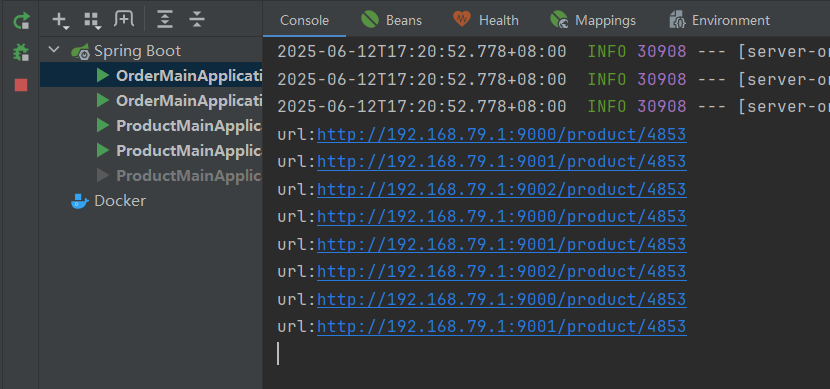 Console Beans Health Mappings Environment
Spring Boot
OrderMainApplicati
OrderMainApplicati
ProductMainApplica
ProductMainApplica
ProductMainApplica
Docker
2025-06-12T17:20:52.778+08:00 INFO 30908 --- [server-or
2025-06-12T17:20:52.778+08:00 INFO 30908 --- [server-or
2025-06-12T17:20:52.778+08:00 INFO 30908 --- [server-or
url:http://192.168.79.1:9000/product/4853
url:http://192.168.79.1:9001/product/4853
url:http://192.168.79.1:9002/product/4853
url:http://192.168.79.1:9000/product/4853
url:http://192.168.79.1:9001/product/4853
url:http://192.168.79.1:9002/product/4853
url:http://192.168.79.1:9000/product/4853
url:http://192.168.79.1:9001/product/4853